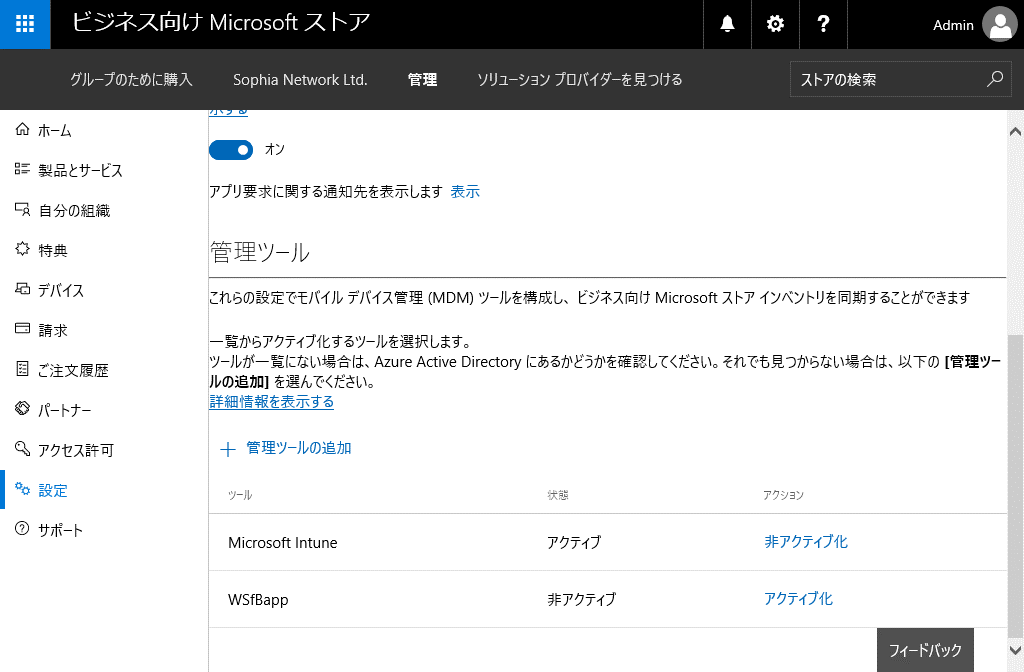 ビジネス向け Microsoft ストア
Admin
グループのために購入
Sophia Network Ltd.
管理
ソリューション プロバイダーを見つける
ストアの検索
ホーム
製品とサービス
自分の組織
特典
デバイス
請求
ご注文履歴
パートナー
アクセス許可
設定
サポート
示する
オン
アプリ要求に関する通知先を表示します 表示
管理ツール
これらの設定でモバイル デバイス管理 (MDM) ツールを構成し、ビジネス向け Microsoft ストア インベントリを同期することができます
一覧からアクティブ化するツールを選択します。
ツールが一覧にない場合は、Azure Active Directory にあるかどうかを確認してください。それでも見つからない場合は、以下の [管理ツー
ルの追加] を選んでください。
詳細情報を表示する
管理ツールの追加
ツール 状態 アクション
Microsoft Intune アクティブ 非アクティブ化
WSfBapp 非アクティブ アクティブ化
フィードバック